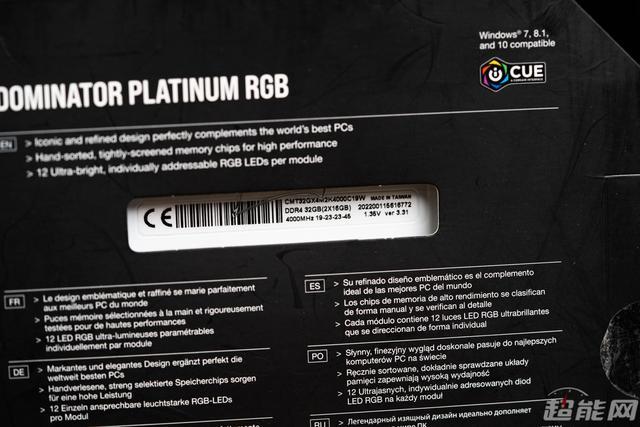 Windows® 7, 8.1,
and 10 compatible
iCUE
A CORSAIR INTERFACE
DOMINATOR PLATINUM RGB
EN
> Iconic and refined design perfectly complements the world's best PCs
> Hand-sorted, tightly-screened memory chips for high performance
> 12 Ultra-bright, individually addressable RGB LEDs per module
CE
CMT32GX4M2K4000C19W MADE IN TAIWAN
DDR4 32GB(2X16GB) 202200115616772
4000MHz 19-23-23-45 1.35V ver 3.31
FR
> Le design emblématique et raffiné se marie parfaitement
aux meilleurs PC du monde
> Puces mémoire sélectionnées à la main et rigoureusement
testées pour de hautes performances
> 12 LED RGB ultra-lumineuses paramétrables
individuellement par module
DE
> Markantes und elegantes Design ergänzt perfekt die
weltweit besten PCs
> Handverlesene, streng selektierte Speicherchips sorgen
für eine hohe Leistung
> 12 Einzeln ansprechbare leuchtstarke RGB-LEDs
pro Modul
ES
> Su refinado diseño emblemático es el complemento
ideal de las mejores PC del mundo
> Los chips de memoria de alto rendimiento se clasifican
de forma manual y se verifican al detalle
> Cada módulo contiene 12 luces LED RGB ultrabrillantes
que se direccionan de forma individual
PO
> Słynny, finezyjny wygląd doskonale pasuje do najlepszych
komputerów PC na świecie
> Ręcznie sortowane, dokładnie sprawdzane układy
pamięci zapewniają wysoką wydajność
> 12 Ultrajasnych, indywidualnie adresowanych diod
LED RGB na każdy moduł
RU
> Легендарный изящный дизайн идеально дополняет
超能网